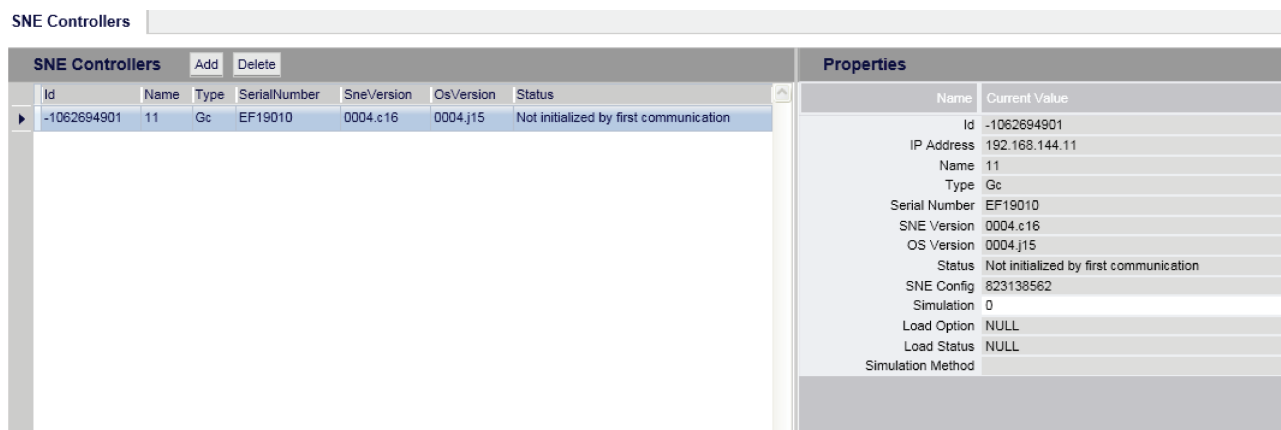 SNE Controllers
SNE Controllers Add Delete
Id Name Type SerialNumber SneVersion OsVersion Status
-1062694901 11 Gc EF19010 0004.c16 0004.j15 Not initialized by first communication
Properties
Name Current Value
Id -1062694901
IP Address 192.168.144.11
Name 11
Type Gc
Serial Number EF19010
SNE Version 0004.c16
OS Version 0004.j15
Status Not initialized by first communication
SNE Config 823138562
Simulation 0
Load Option NULL
Load Status NULL
Simulation Method